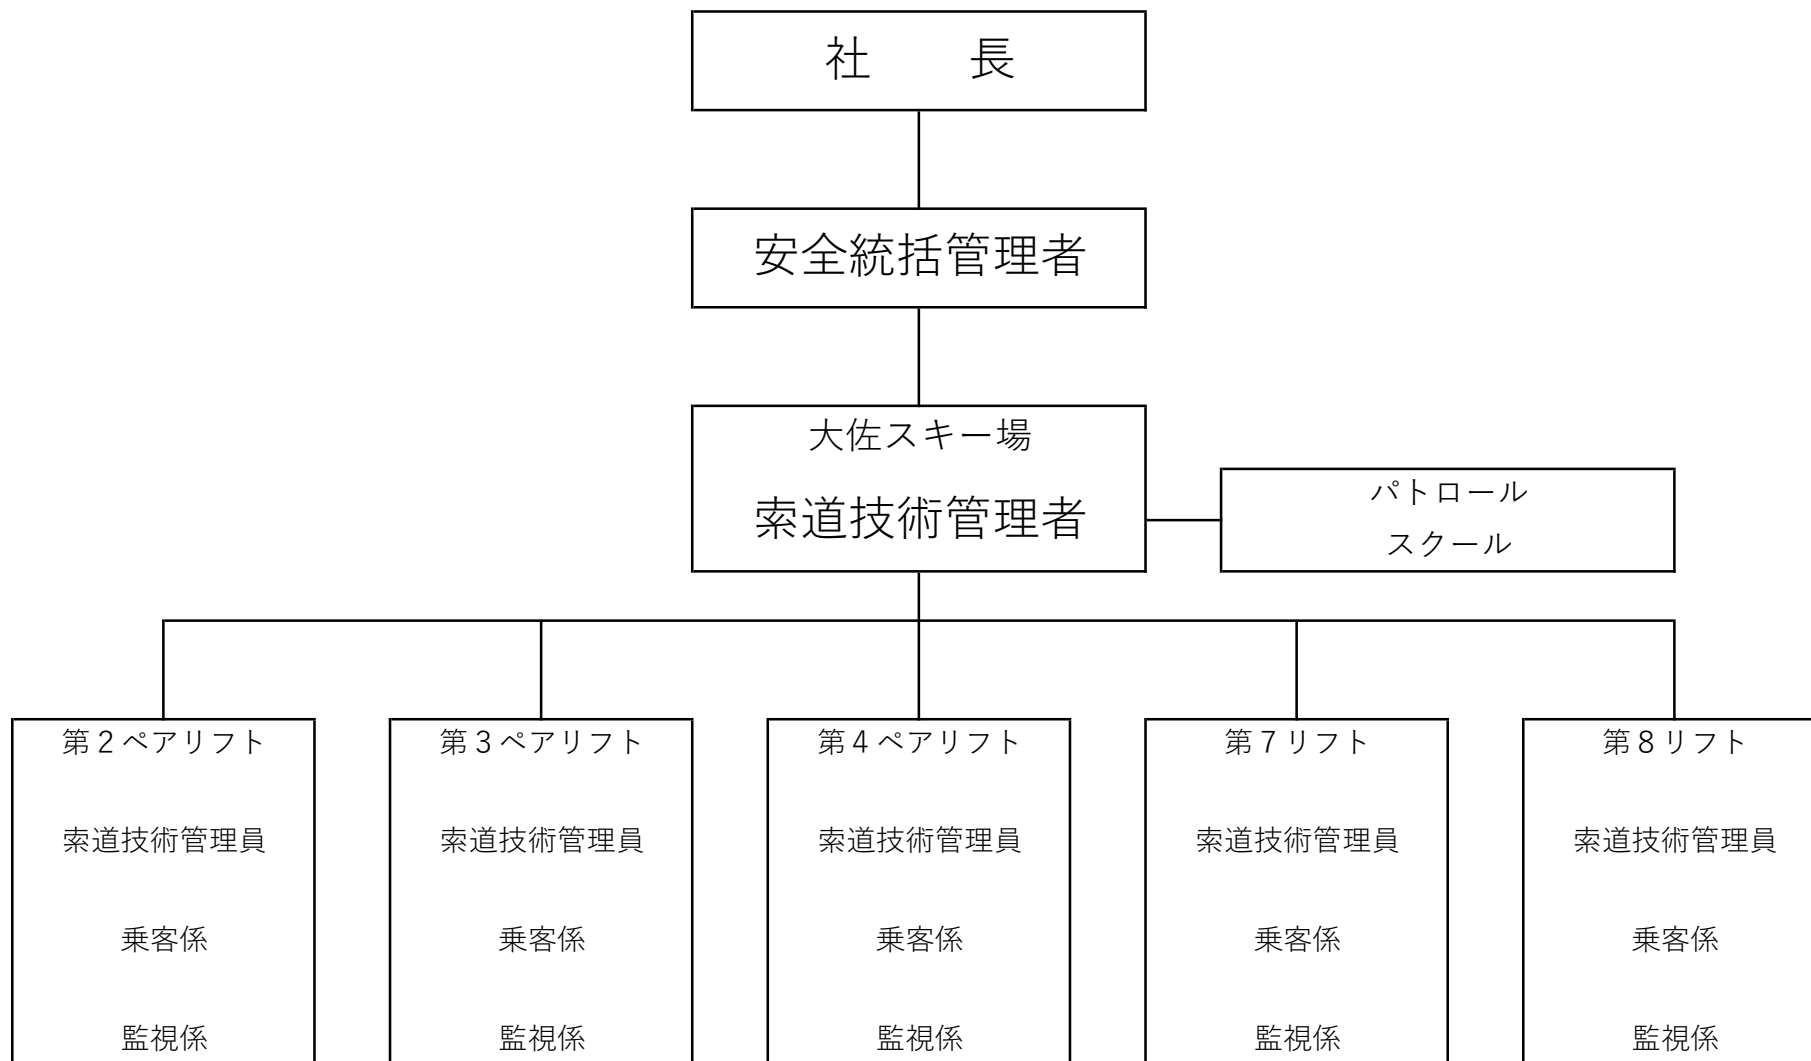 社　　長
安全統括管理者
大佐スキー場
索道技術管理者
パトロール
スクール
第２ペアリフト
索道技術管理員
乗客係
監視係
第３ペアリフト
索道技術管理員
乗客係
監視係
第４ペアリフト
索道技術管理員
乗客係
監視係
第７リフト
索道技術管理員
乗客係
監視係
第８リフト
索道技術管理員
乗客係
監視係